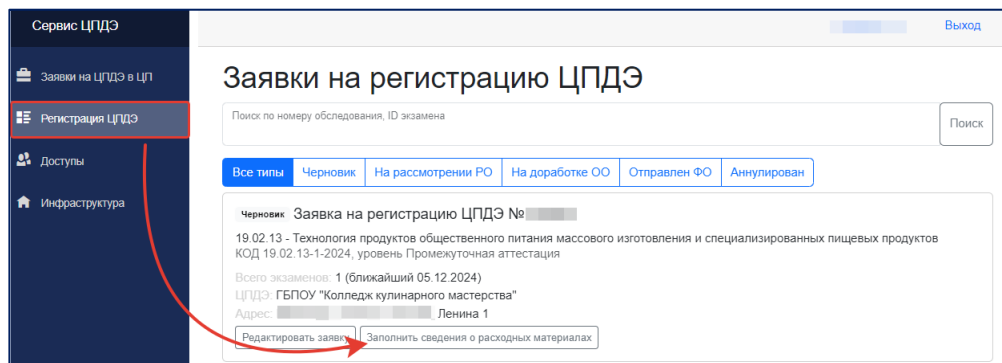 Сервис ЦПДЭ
Выход
Заявки на ЦПДЭ в ЦП
Регистрация ЦПДЭ
Доступы
Инфраструктура
Заявки на регистрацию ЦПДЭ
Поиск по номеру обследования, ID экзамена
Поиск
Все типы Черновик На рассмотрении РО На доработке ОО Отправлен ФО Аннулирован
Черновик Заявка на регистрацию ЦПДЭ №
19.02.13 - Технология продуктов общественного питания массового изготовления и специализированных пищевых продуктов
КОД 19.02.13-1-2024, уровень Промежуточная аттестация
Всего экзаменов: 1 (ближайший 05.12.2024)
ЦПДЭ: ГБПОУ "Колледж кулинарного мастерства"
Адрес: Ленина 1
Редактировать заявку Заполнить сведения о расходных материалах